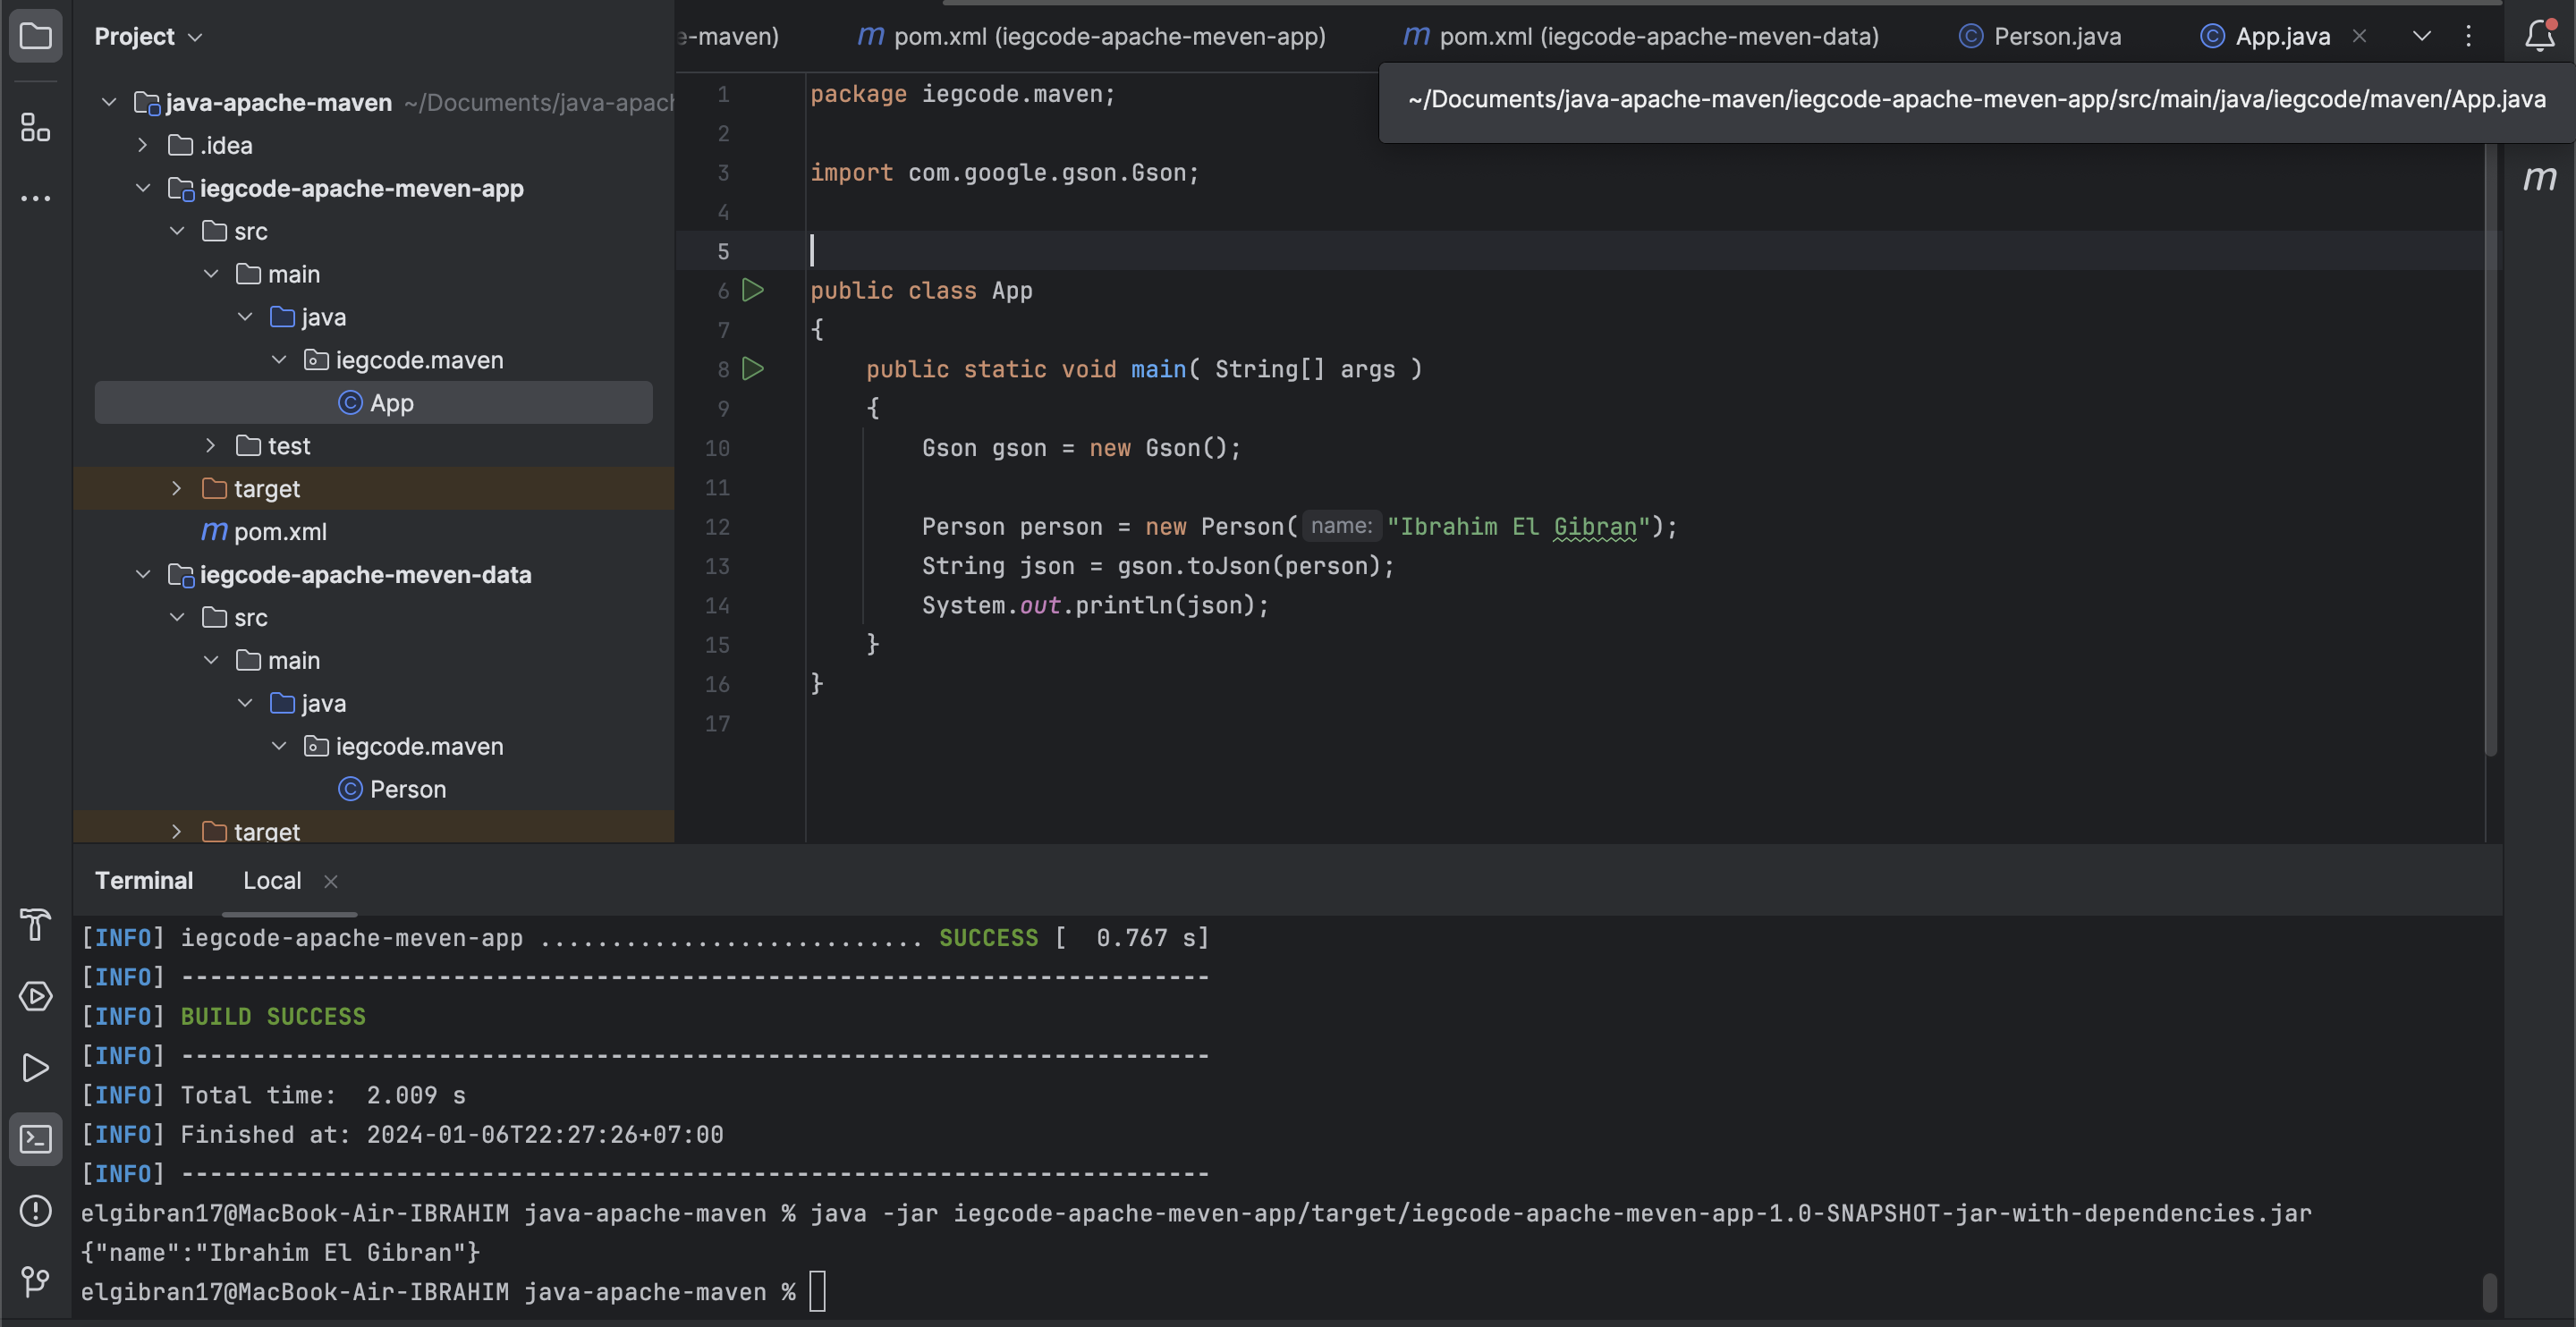 Project
java-apache-maven ~/Documents/java-apach
.idea
iegcode-apache-meven-app
src
main
java
iegcode.maven
App
test
target
pom.xml
iegcode-apache-meven-data
src
main
java
iegcode.maven
Person
target
e-maven) pom.xml (iegcode-apache-meven-app) pom.xml (iegcode-apache-meven-data) Person.java App.java
~/Documents/java-apache-maven/iegcode-apache-meven-app/src/main/java/iegcode/maven/App.java
1 package iegcode.maven;
2
3 import com.google.gson.Gson;
4
5
6 public class App
7 {
8 public static void main( String[] args )
9 {
10 Gson gson = new Gson();
11
12 Person person = new Person( name: "Ibrahim El Gibran");
13 String json = gson.toJson(person);
14 System.out.println(json);
15 }
16 }
17
Terminal Local
[INFO] iegcode-apache-meven-app ........................... SUCCESS [  0.767 s]
[INFO] ------------------------------------------------------------------------
[INFO] BUILD SUCCESS
[INFO] ------------------------------------------------------------------------
[INFO] Total time:  2.009 s
[INFO] Finished at: 2024-01-06T22:27:26+07:00
[INFO] ------------------------------------------------------------------------
elgibran17@MacBook-Air-IBRAHIM java-apache-maven % java -jar iegcode-apache-meven-app/target/iegcode-apache-meven-app-1.0-SNAPSHOT-jar-with-dependencies.jar
{"name":"Ibrahim El Gibran"}
elgibran17@MacBook-Air-IBRAHIM java-apache-maven %